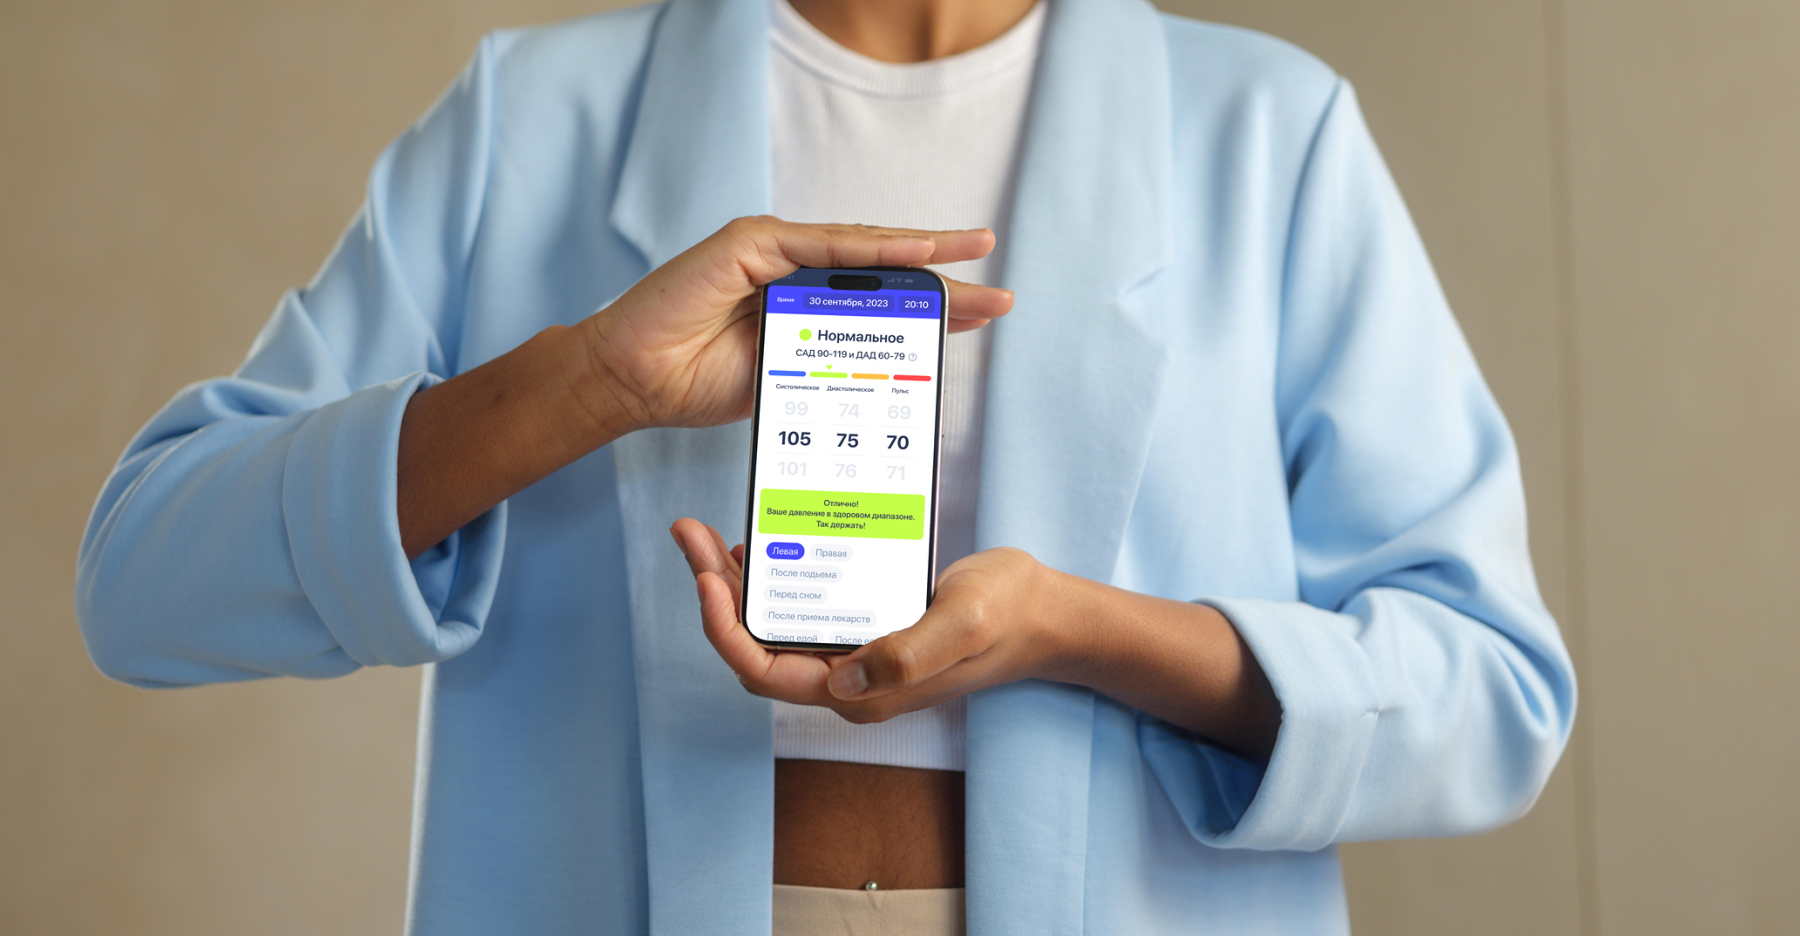 Время 30 сентября, 2023 20:10
Нормальное
САД 90-119 и ДАД 60-79 ?
Систолическое Диастолическое Пульс
99 74 69
105 75 70
101 76 71
Отлично!
Ваше давление в здоровом диапазоне.
Так держать!
Левая Правая
После подьема
Перед сном
После приема лекарств
Перед едой После